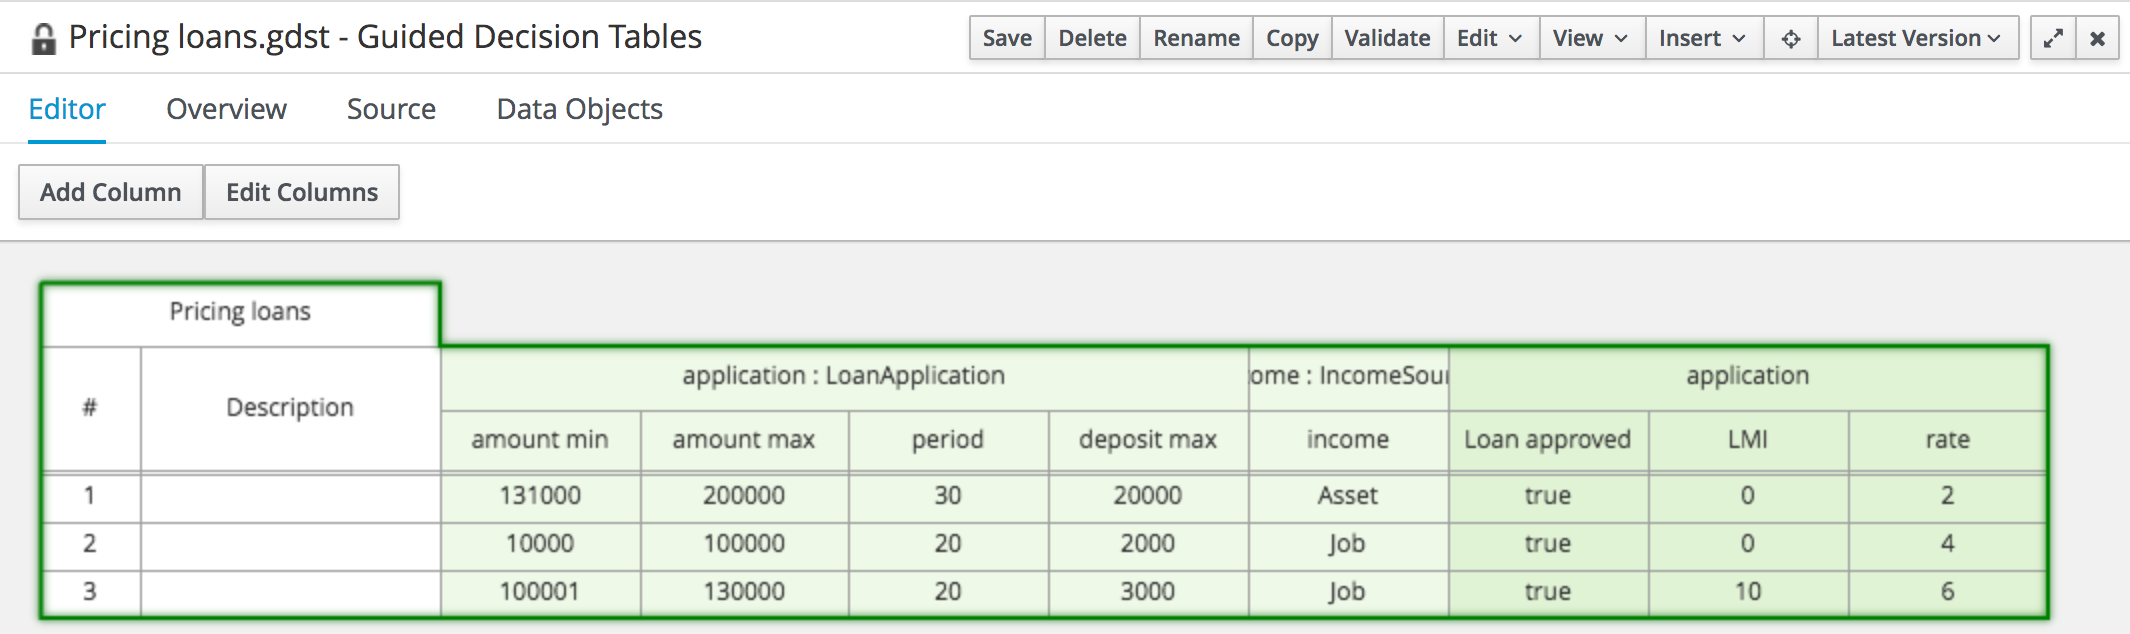 Pricing loans.gdst - Guided Decision Tables Save Delete Rename Copy Validate Edit View Insert Latest Version
Editor Overview Source Data Objects
Add Column Edit Columns
Pricing loans
application : LoanApplication ome : IncomeSour application
# Description
amount min amount max period deposit max income Loan approved LMI rate
1 131000 200000 30 20000 Asset true 0 2
2 10000 100000 20 2000 Job true 0 4
3 100001 130000 20 3000 Job true 10 6